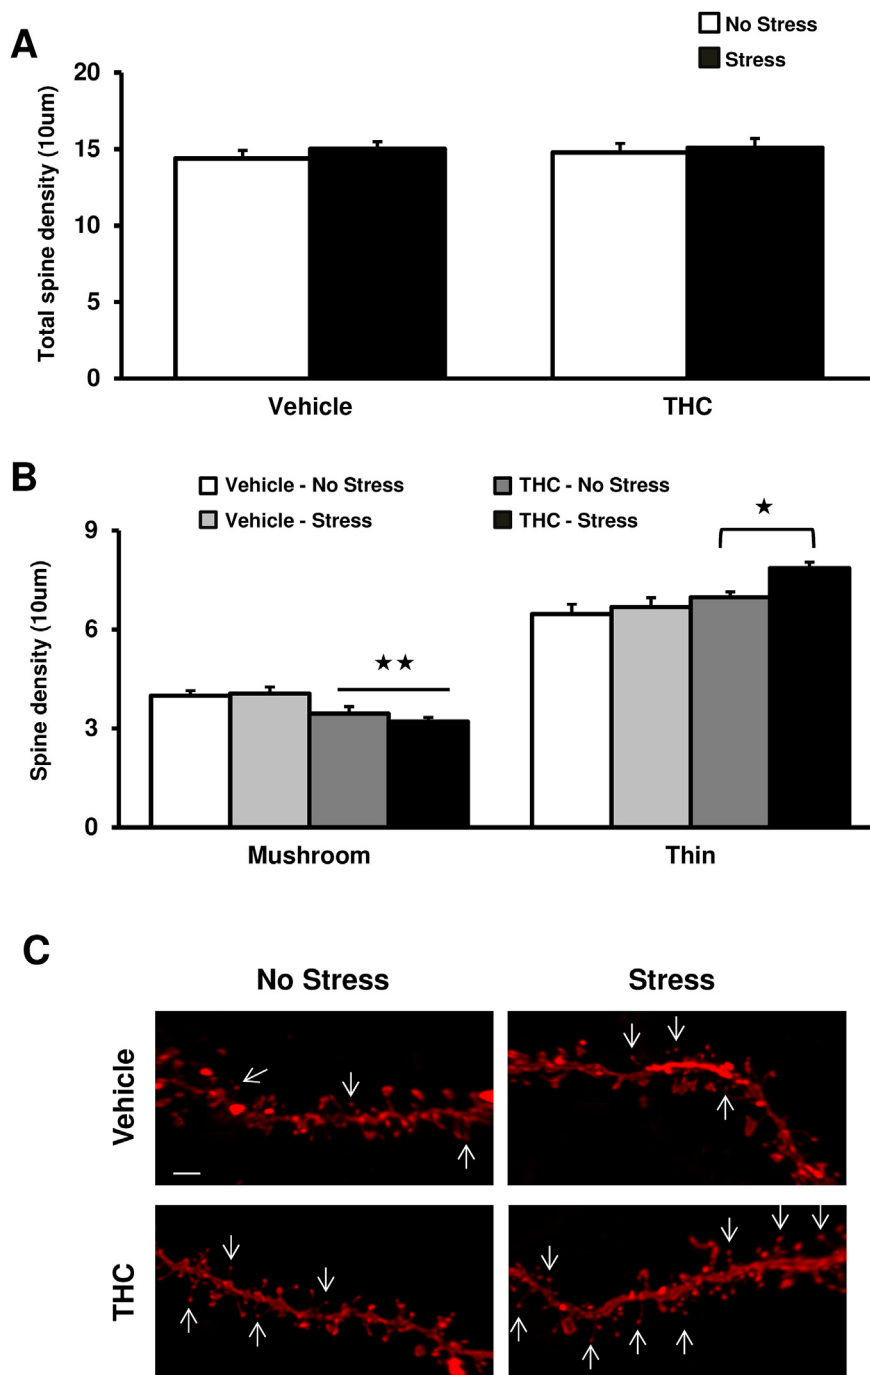 A
No Stress
Stress
Total spine density (10um)
20
15
10
5
0
Vehicle
THC
B
Vehicle - No Stress
THC - No Stress
Vehicle - Stress
THC - Stress
Spine density (10um)
9
6
3
0
★
★★
Mushroom
Thin
C
No Stress
Stress
Vehicle
THC